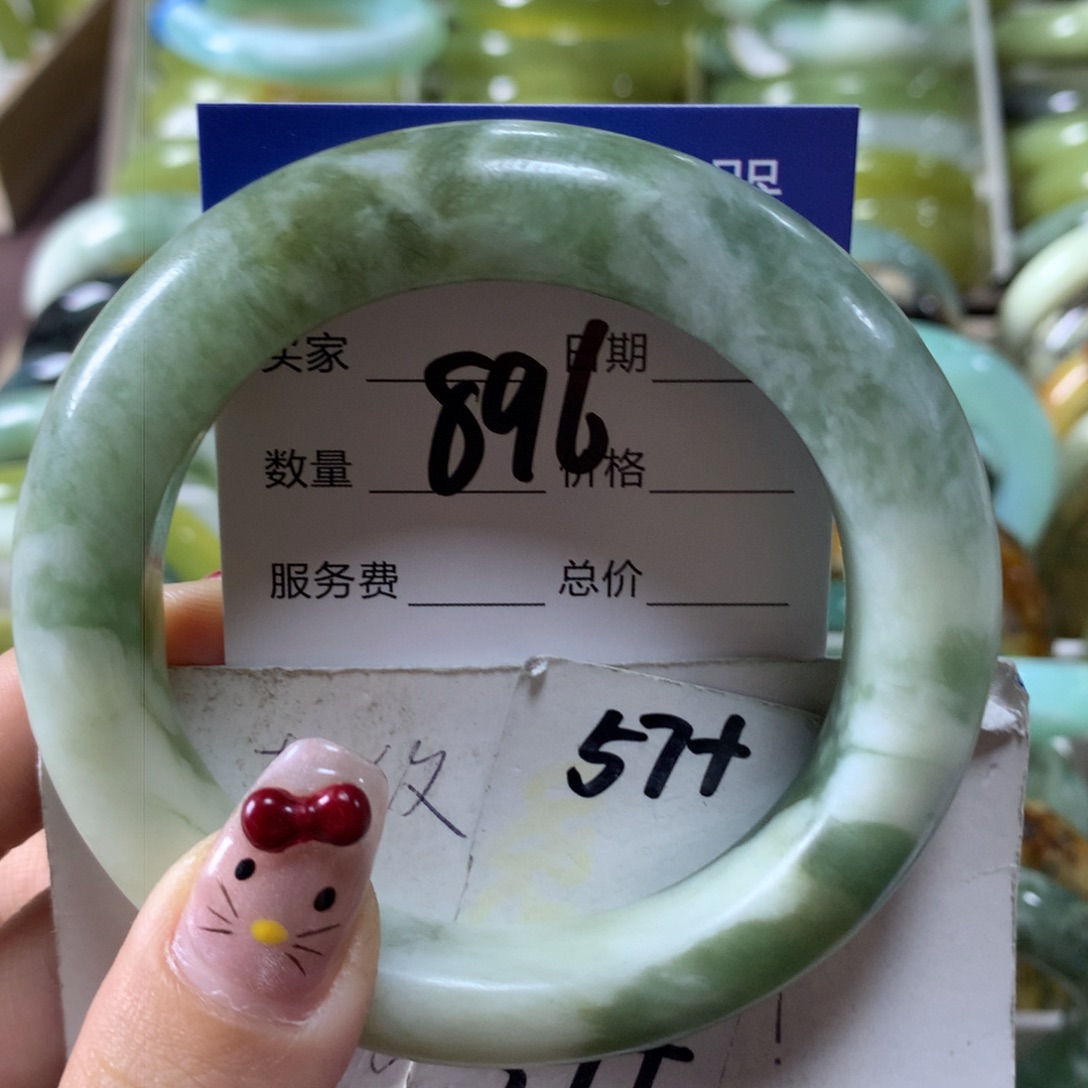 买家 日期
896
数量 价格
服务费 总价
57+